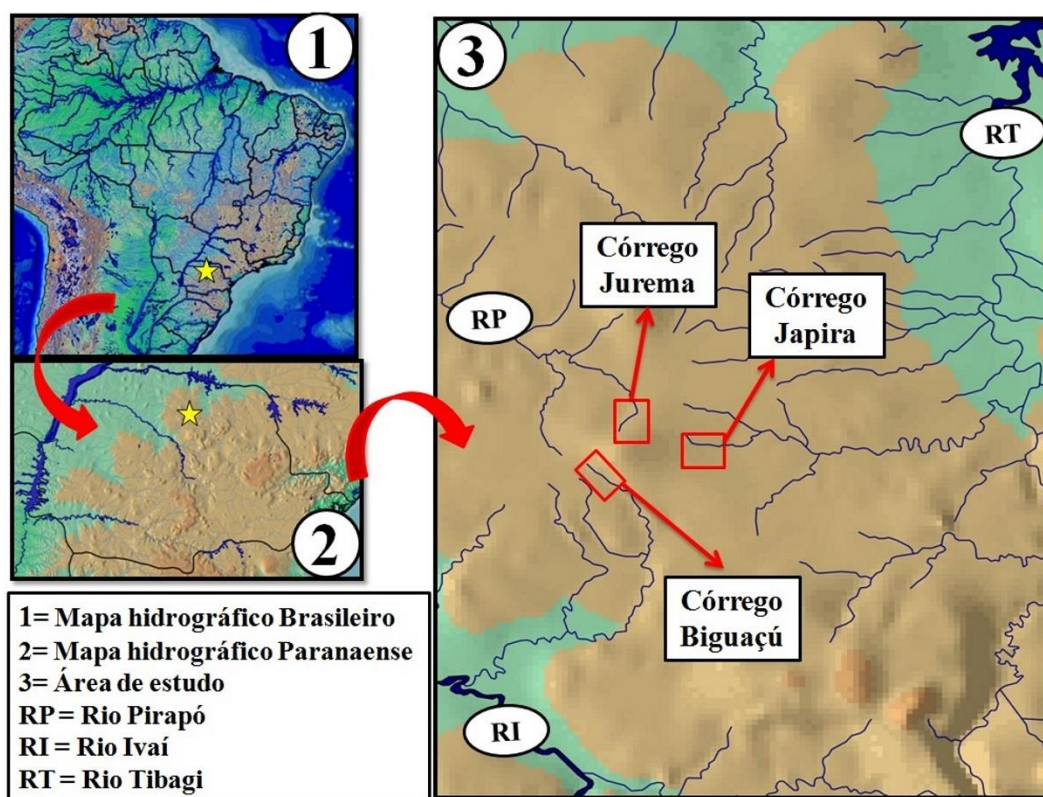 1
2
1= Mapa hidrográfico Brasileiro
2= Mapa hidrográfico Paranaense
3= Área de estudo
RP = Rio Pirapó
RI = Rio Ivaí
RT = Rio Tibagi
3
RT
Córrego
Jurema
Córrego
Japira
RP
Córrego
Biguaçú
RI